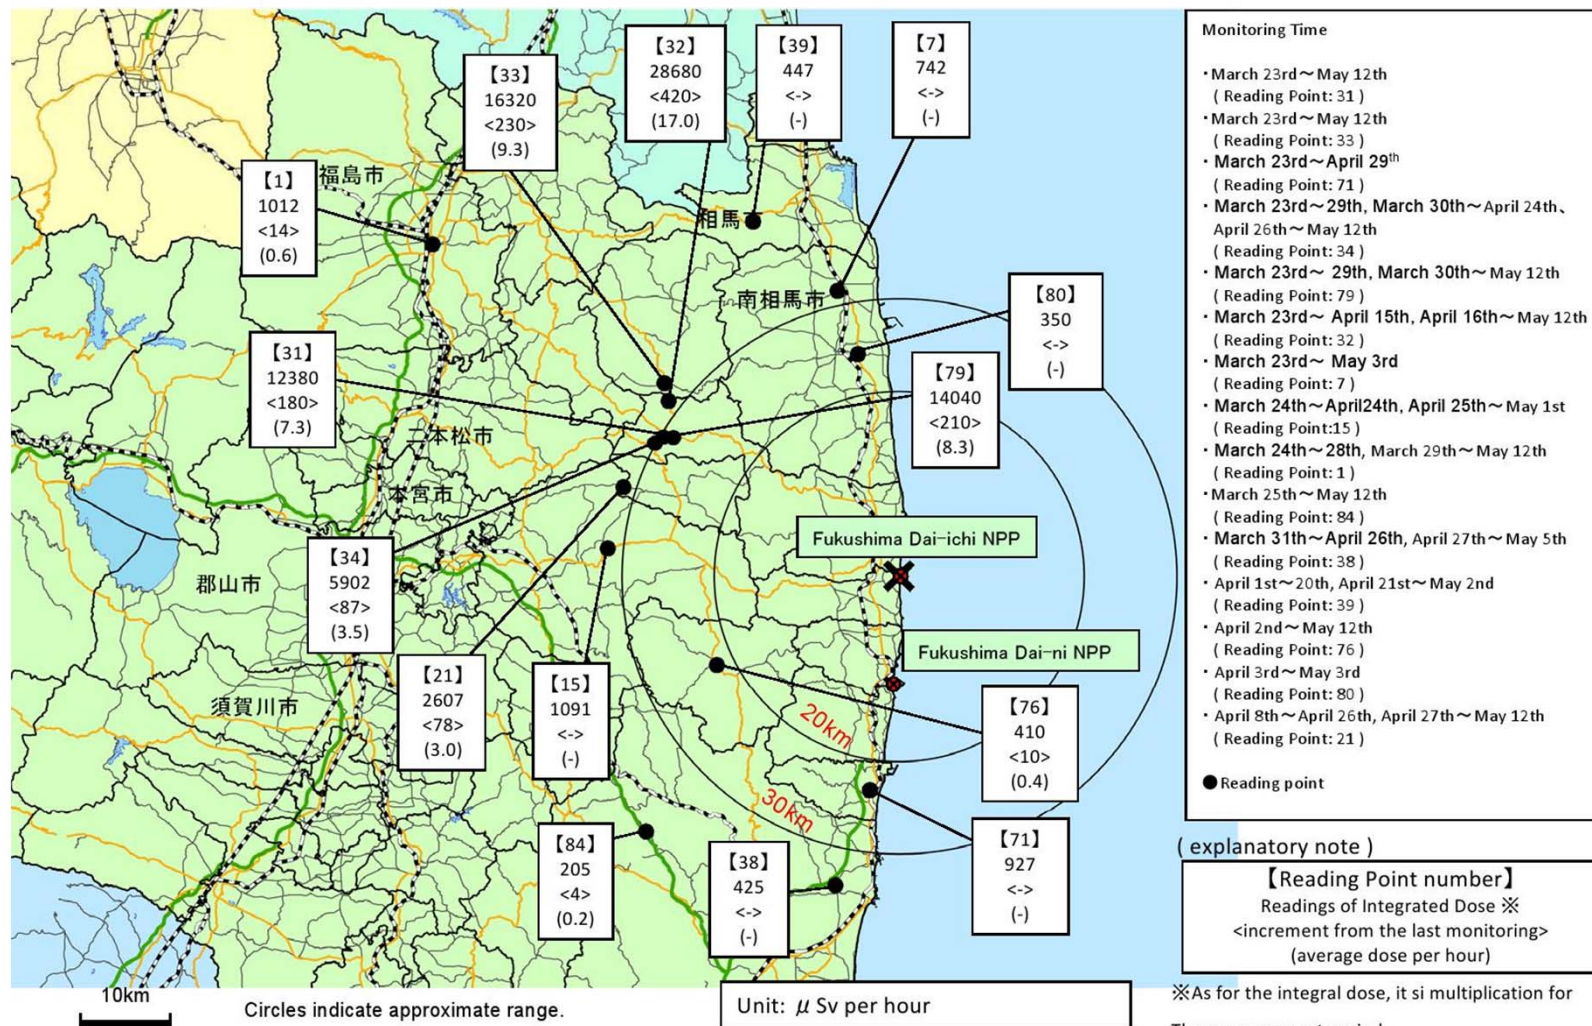 【32】
28680
<420>
(17.0)
【39】
447
<->
(-)
【7】
742
<->
(-)
【33】
16320
<230>
(9.3)
【1】
1012
<14>
(0.6)
福島市
相馬市
南相馬市
【80】
350
<->
(-)
【31】
12380
<180>
(7.3)
【79】
14040
<210>
(8.3)
二本松市
本宮市
Fukushima Dai-ichi NPP
【34】
5902
<87>
(3.5)
郡山市
Fukushima Dai-ni NPP
【21】
2607
<78>
(3.0)
【15】
1091
<->
(-)
須賀川市
20km
【76】
410
<10>
(0.4)
30km
【84】
205
<4>
(0.2)
【38】
425
<->
(-)
【71】
927
<->
(-)
10km
Circles indicate approximate range.
Unit: μ Sv per hour
Monitoring Time
・March 23rd～May 12th
( Reading Point: 31 )
・March 23rd～May 12th
( Reading Point: 33 )
・March 23rd～April 29th
( Reading Point: 71 )
・March 23rd～29th, March 30th～April 24th、
April 26th～May 12th
( Reading Point: 34 )
・March 23rd～ 29th, March 30th～May 12th
( Reading Point: 79 )
・March 23rd～ April 15th, April 16th～May 12th
( Reading Point: 32 )
・March 23rd～ May 3rd
( Reading Point: 7 )
・March 24th～April24th, April 25th～May 1st
( Reading Point:15 )
・March 24th～28th, March 29th～May 12th
( Reading Point: 1 )
・March 25th～May 12th
( Reading Point: 84 )
・March 31th～April 26th, April 27th～May 5th
( Reading Point: 38 )
・April 1st～20th, April 21st～May 2nd
( Reading Point: 39 )
・April 2nd～May 12th
( Reading Point: 76 )
・April 3rd～May 3rd
( Reading Point: 80 )
・April 8th～April 26th, April 27th～May 12th
( Reading Point: 21 )
●Reading point
( explanatory note )
【Reading Point number】
Readings of Integrated Dose ※
<increment from the last monitoring>
(average dose per hour)
※As for the integral dose, it si multiplication for